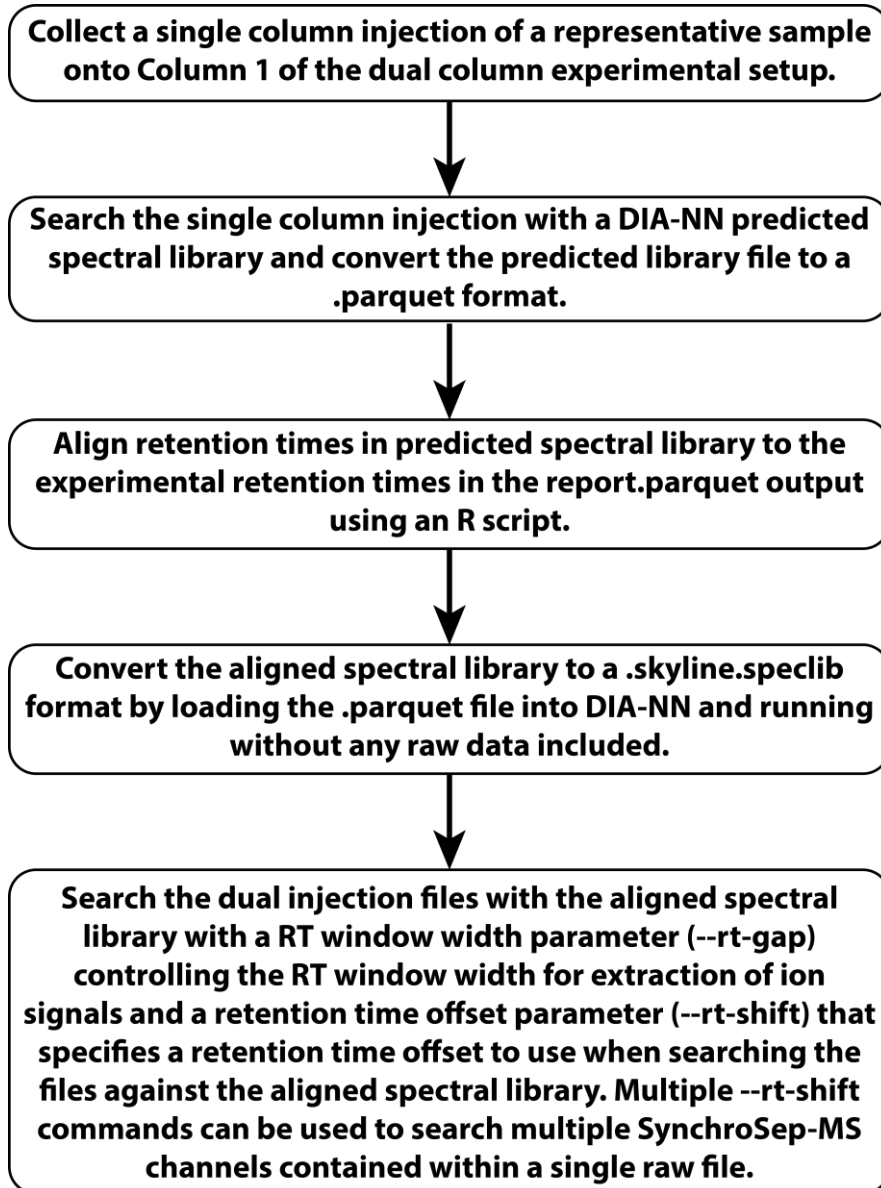 Collect a single column injection of a representative sample
onto Column 1 of the dual column experimental setup.
Search the single column injection with a DIA-NN predicted
spectral library and convert the predicted library file to a
.parquet format.
Align retention times in predicted spectral library to the
experimental retention times in the report.parquet output
using an R script.
Convert the aligned spectral library to a .skyline.speclib
format by loading the .parquet file into DIA-NN and running
without any raw data included.
Search the dual injection files with the aligned spectral
library with a RT window width parameter (--rt-gap)
controlling the RT window width for extraction of ion
signals and a retention time offset parameter (--rt-shift) that
specifies a retention time offset to use when searching the
files against the aligned spectral library. Multiple --rt-shift
commands can be used to search multiple SynchroSep-MS
channels contained within a single raw file.